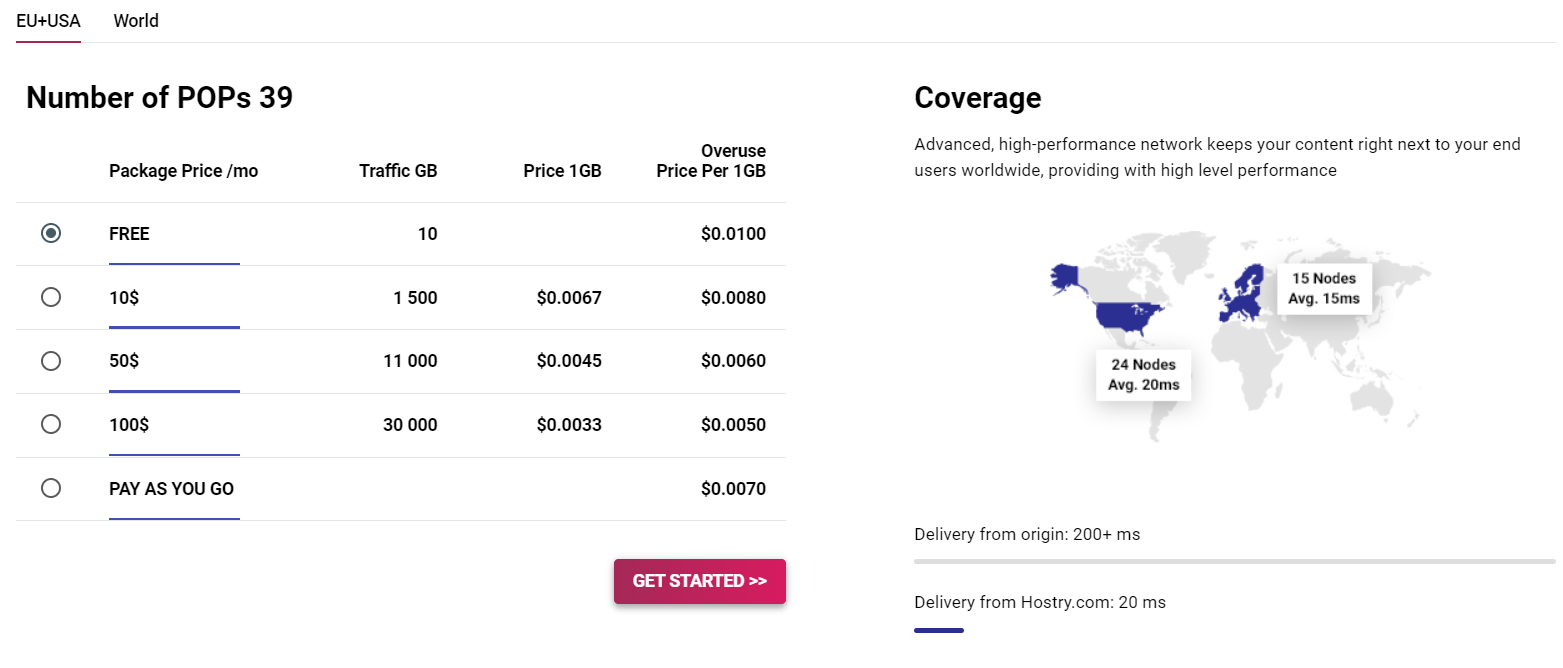 EU+USA World
Number of POPs 39
Package Price /mo Traffic GB Price 1GB Overuse Price Per 1GB
FREE 10 $0.0100
10$ 1 500 $0.0067 $0.0080
50$ 11 000 $0.0045 $0.0060
100$ 30 000 $0.0033 $0.0050
PAY AS YOU GO $0.0070
GET STARTED >>
Coverage
Advanced, high-performance network keeps your content right next to your end
users worldwide, providing with high level performance
15 Nodes
Avg. 15ms
24 Nodes
Avg. 20ms
Delivery from origin: 200+ ms
Delivery from Hostry.com: 20 ms